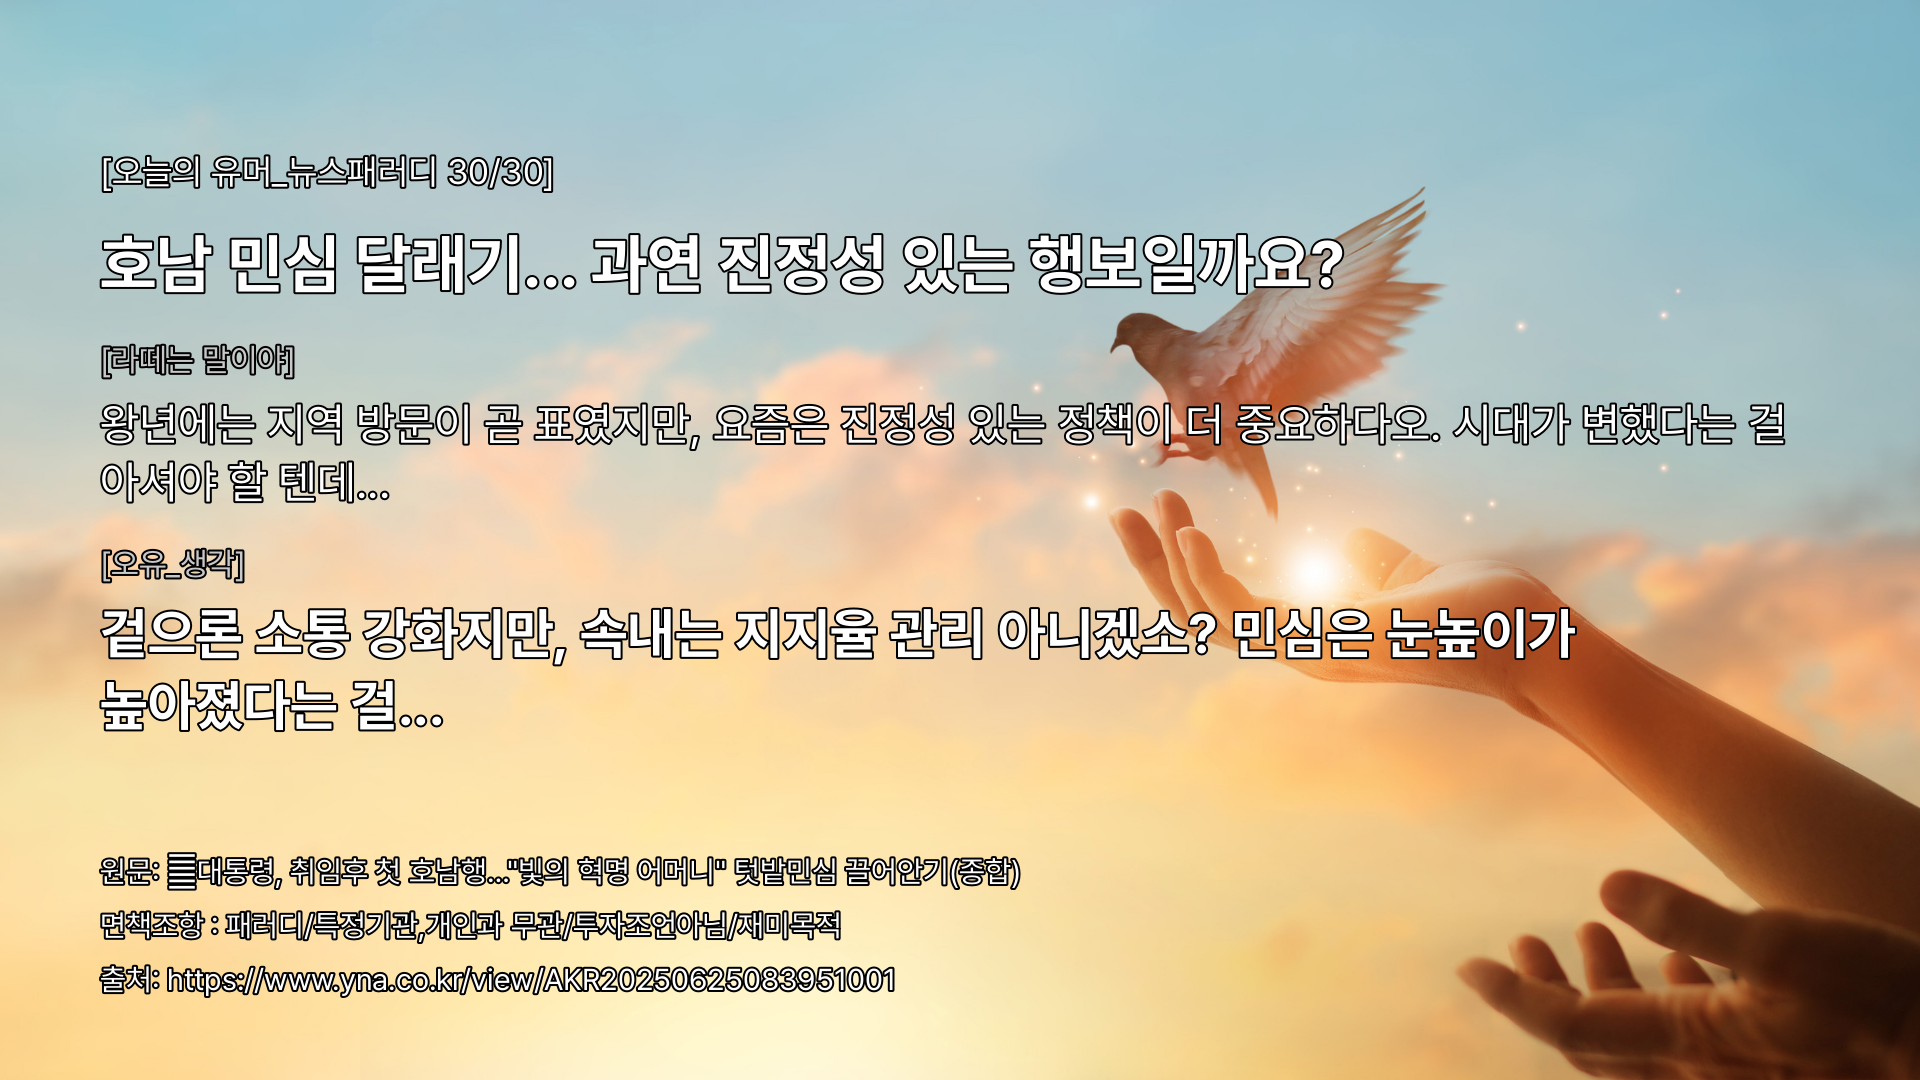 [오늘의 유머_뉴스패러디 30/30]
호남 민심 달래기... 과연 진정성 있는 행보일까요?
[라떼는 말이야]
왕년에는 지역 방문이 곧 표였지만, 요즘은 진정성 있는 정책이 더 중요하다오. 시대가 변했다는 걸
아셔야 할 텐데...
[오유_생각]
겉으론 소통 강화지만, 속내는 지지율 관리 아니겠소? 민심은 눈높이가
높아졌다는 걸...
원문: 대통령, 취임후 첫 호남행..."빛의 혁명 어머니" 텃밭민심 끌어안기(종합)
면책조항 : 패러디/특정기관,개인과 무관/투자조언아님/재미목적
출처: https://www.yna.co.kr/view/AKR20250625083951001